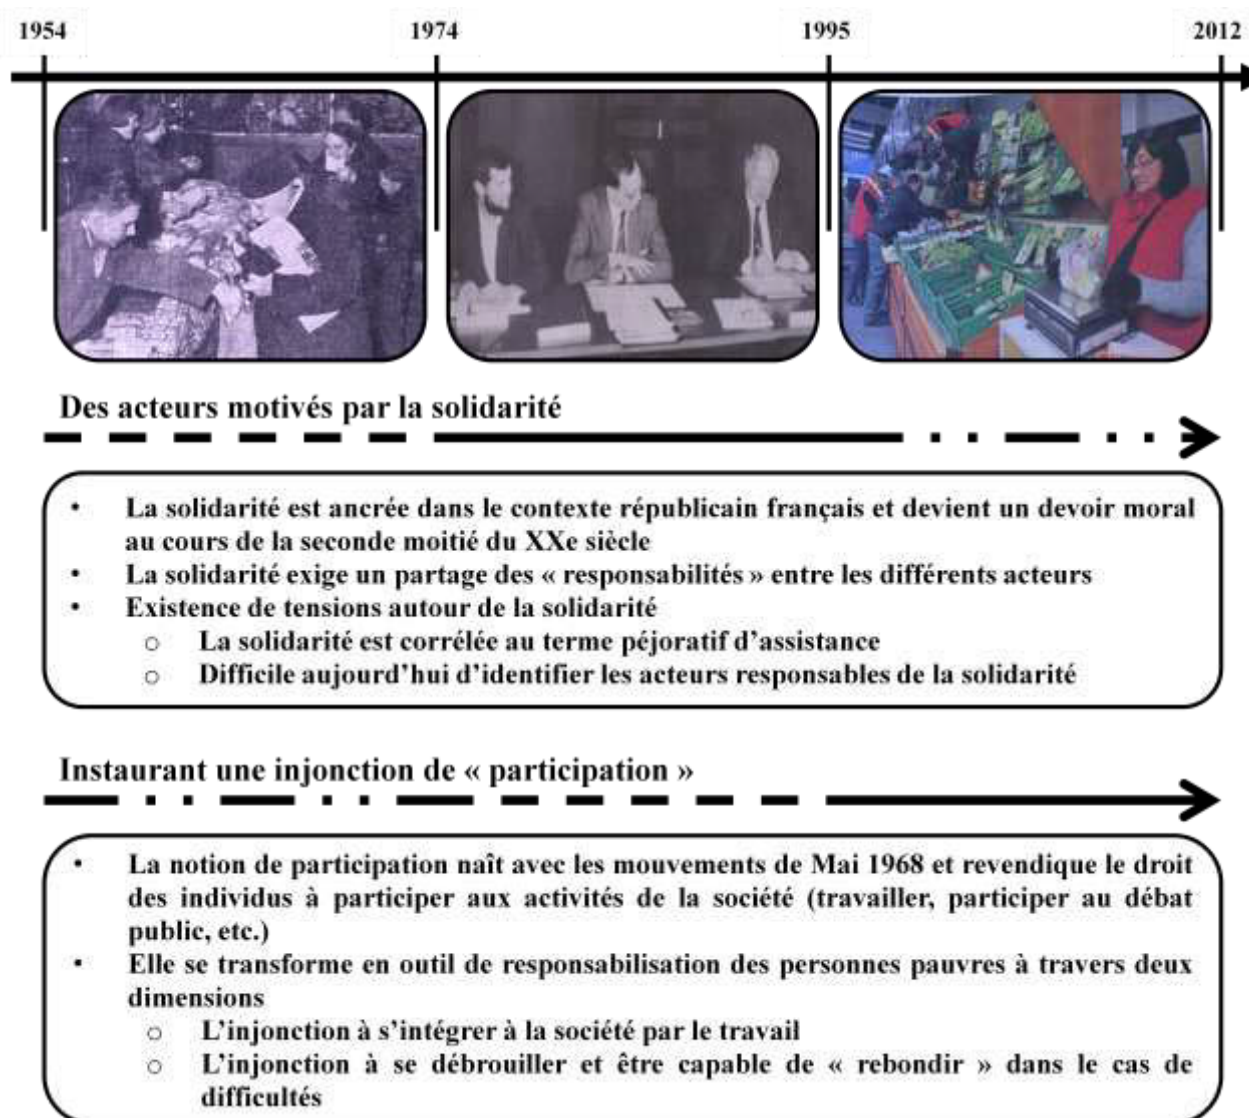 1954 1974 1995 2012
Des acteurs motivés par la solidarité
• La solidarité est ancrée dans le contexte républicain français et devient un devoir moral
au cours de la seconde moitié du XXe siècle
• La solidarité exige un partage des « responsabilités » entre les différents acteurs
• Existence de tensions autour de la solidarité
o La solidarité est corrélée au terme péjoratif d’assistance
o Difficile aujourd’hui d’identifier les acteurs responsables de la solidarité
Instaurant une injonction de « participation »
• La notion de participation naît avec les mouvements de Mai 1968 et revendique le droit
des individus à participer aux activités de la société (travailler, participer au débat
public, etc.)
• Elle se transforme en outil de responsabilisation des personnes pauvres à travers deux
dimensions
o L’injonction à s’intégrer à la société par le travail
o L’injonction à se débrouiller et être capable de « rebondir » dans le cas de
difficultés